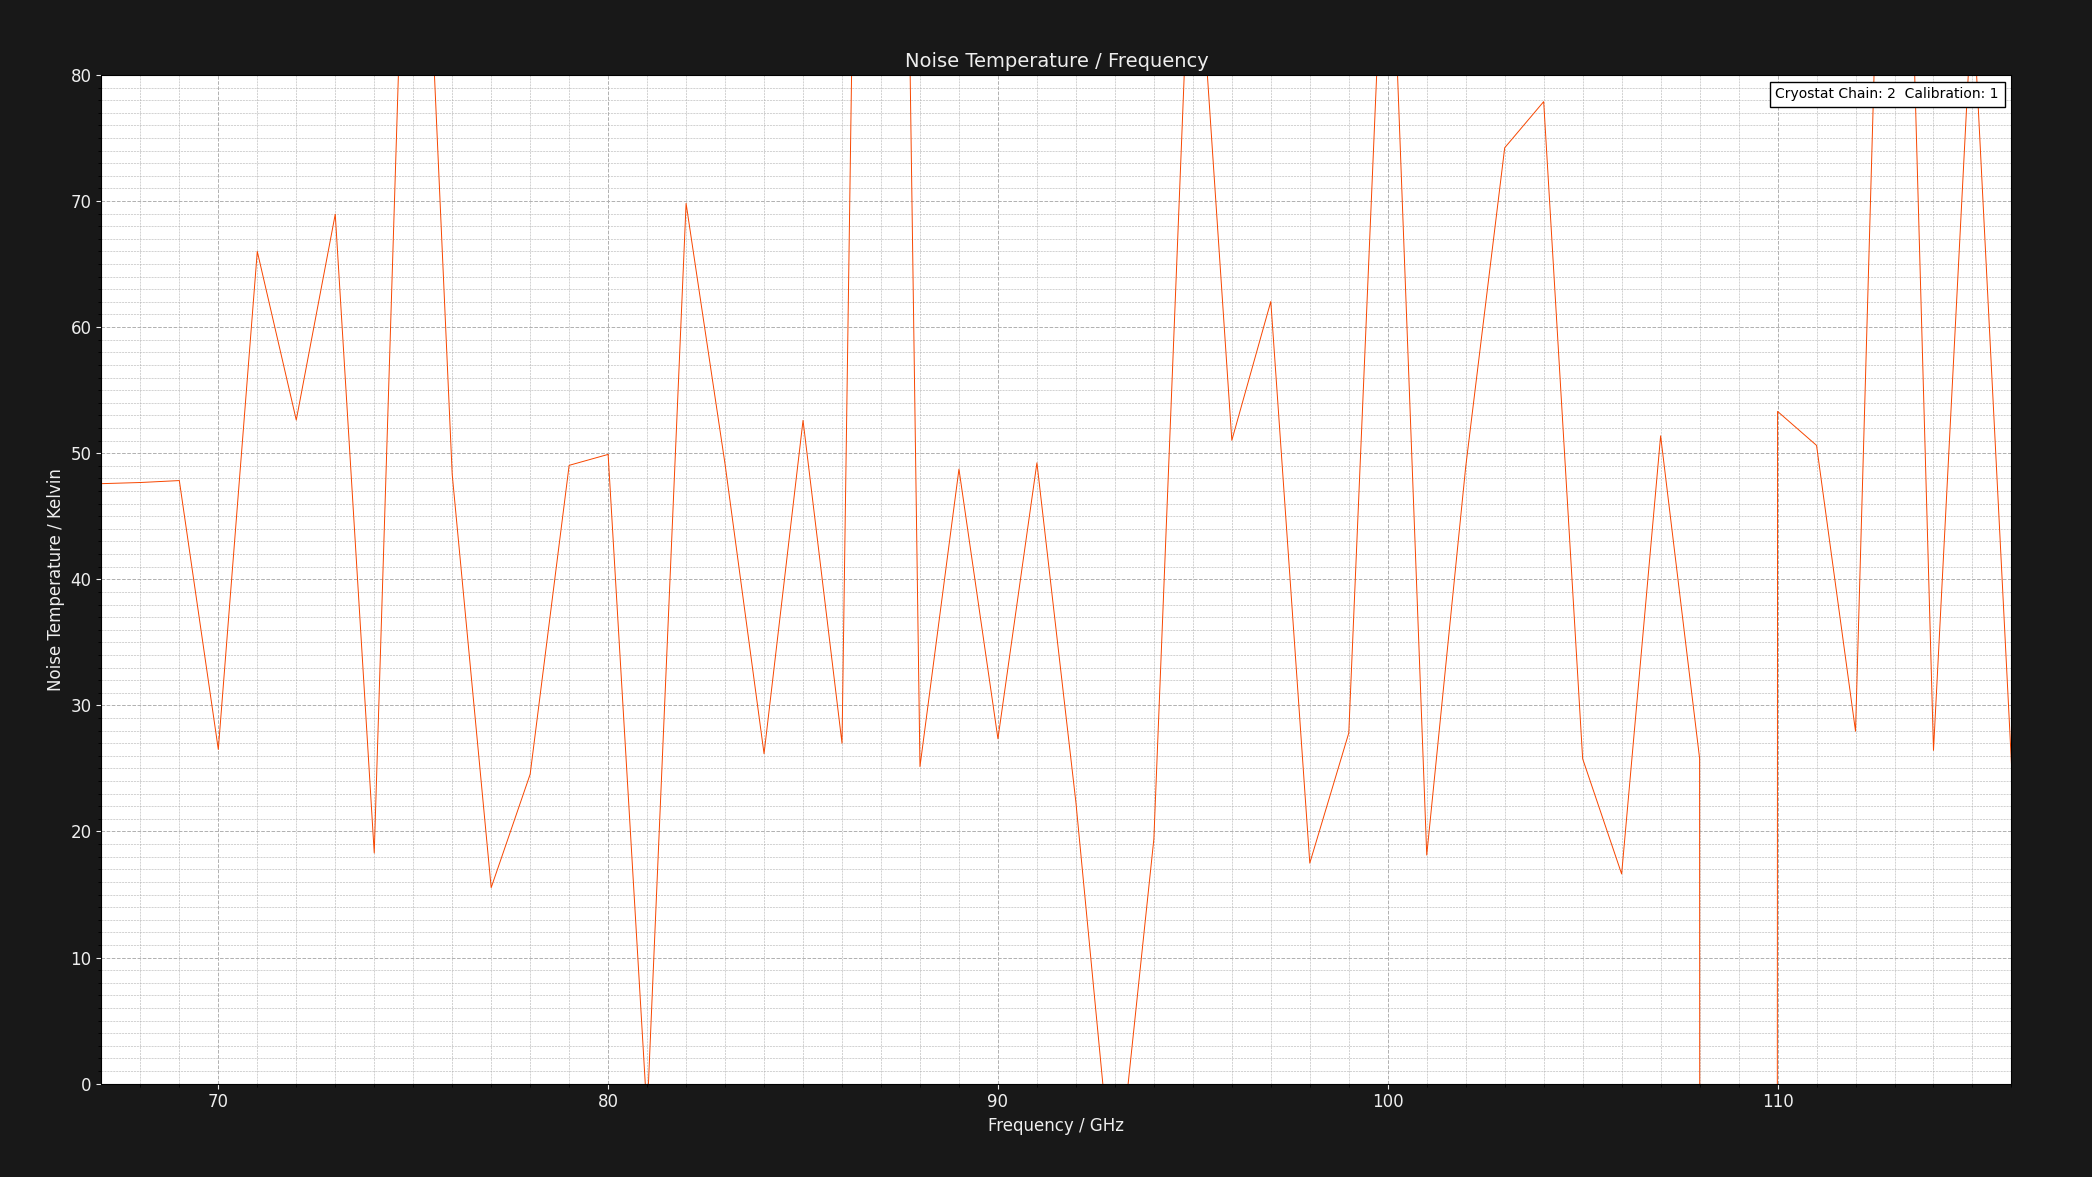 Noise Temperature / Frequency
Cryostat Chain: 2  Calibration: 1
80
70
60
50
40
30
20
10
0
Noise Temperature / Kelvin
70 80 90 100 110
Frequency / GHz